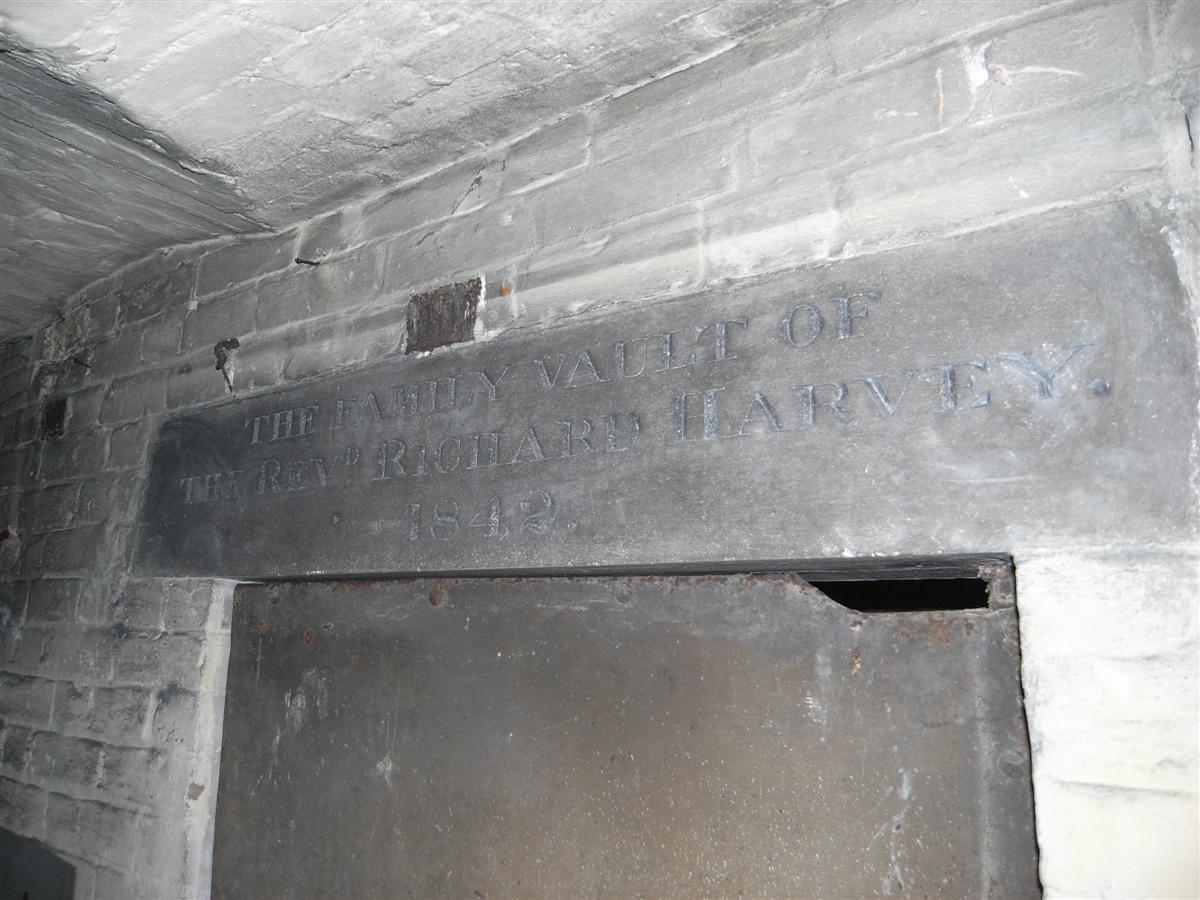 THE FAMILY VAULT OF
THE REVD. RICHARD HARVEY.
1842.